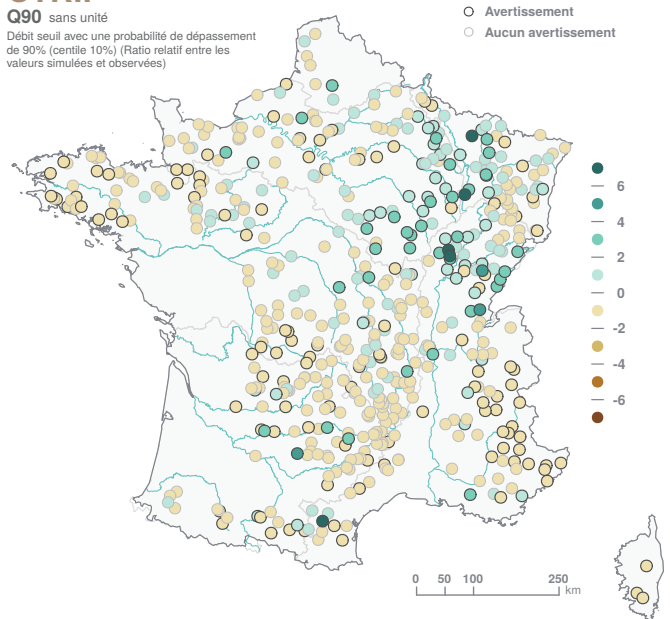 Q90 sans unité
Débit seuil avec une probabilité de dépassement
de 90% (centile 10%) (Ratio relatif entre les
valeurs simulées et observées)
Avertissement
Aucun avertissement
6
4
2
0
-2
-4
-6
0 50 100 250
km